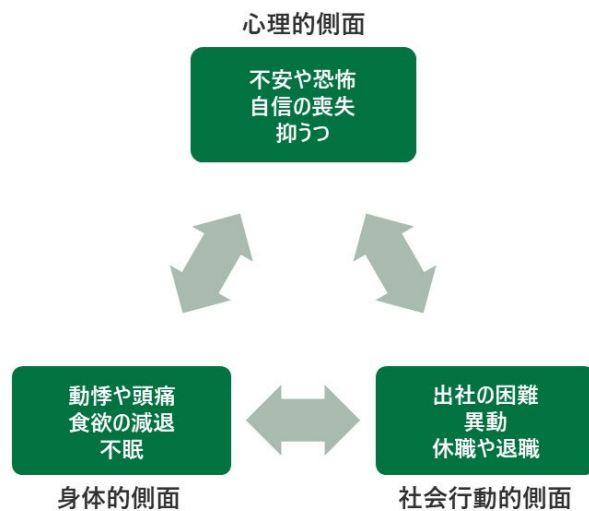 心理的側面
不安や恐怖
自信の喪失
抑うつ
動悸や頭痛
食欲の減退
不眠
身体的側面
出社の困難
異動
休職や退職
社会行動的側面